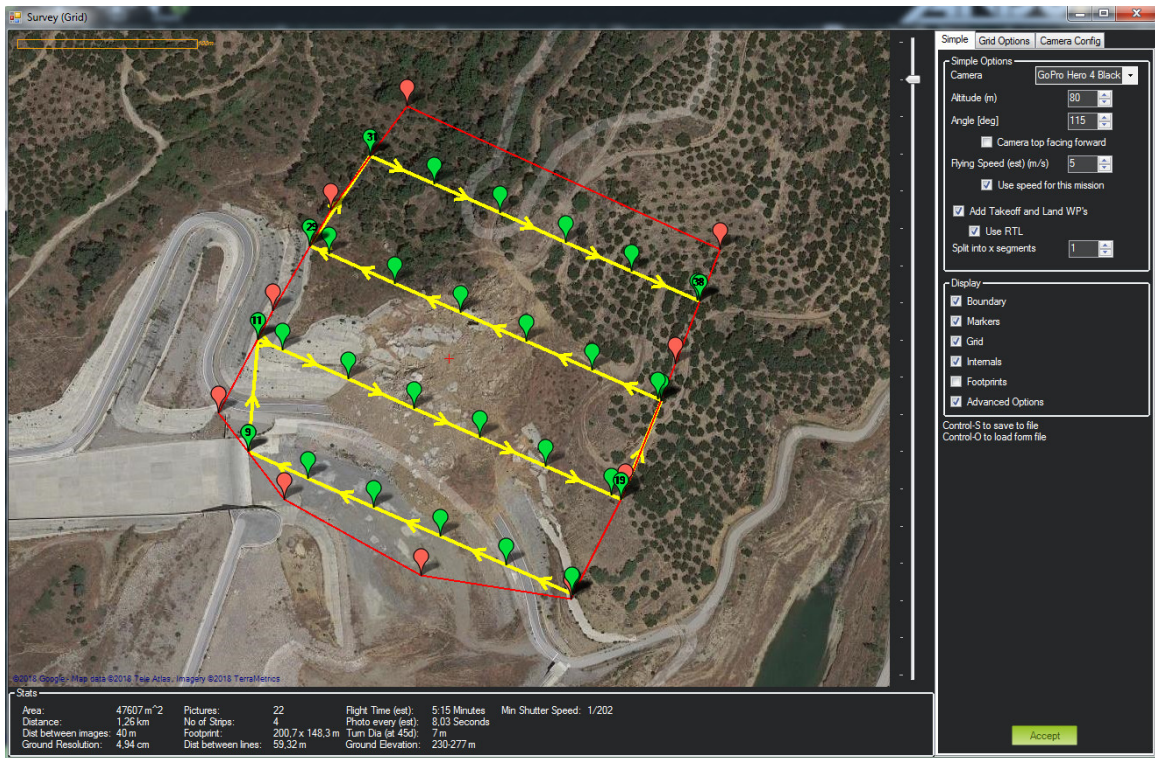 Survey (Grid)
Simple
Grid Options
Camera Config
Simple Options
Camera GoPro Hero 4 Black
Altitude (m) 80
Angle [deg] 115
Camera top facing forward
Flying Speed (est) (m/s) 5
Use speed for this mission
Add Takeoff and Land WP's
Use RTL
Split into x segments 1
Display
Boundary
Markers
Grid
Internals
Footprints
Advanced Options
Control-S to save to file
Control-O to load form file
31
38
11
9
19
©2018 Google - Map data ©2018 Tele Atlas, Imagery ©2018 TerraMetrics
Stats
Area: 47607 m^2 Pictures: 22 Flight Time (est): 5:15 Minutes Min Shutter Speed: 1/202
Distance: 1,26 km No of Strips: 4 Photo every (est): 8,03 Seconds
Dist between images: 40 m Footprint: 200,7 x 148,3 m Turn Dia (at 45d): 7 m
Ground Resolution: 4,94 cm Dist between lines: 59,32 m Ground Elevation: 230-277 m
Accept